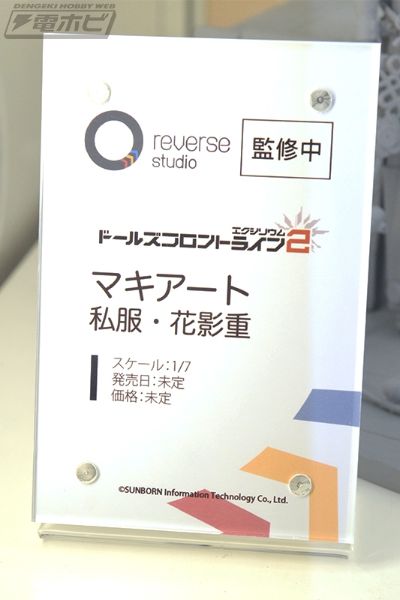 DENGEKI HOBBY WEB
電ホビ
reverse
studio
監修中
エクシリウム
ドールズフロントライン2
マキアート
私服・花影重
スケール:1/7
発売日:未定
価格:未定
©SUNBORN Information Technology Co., Ltd.